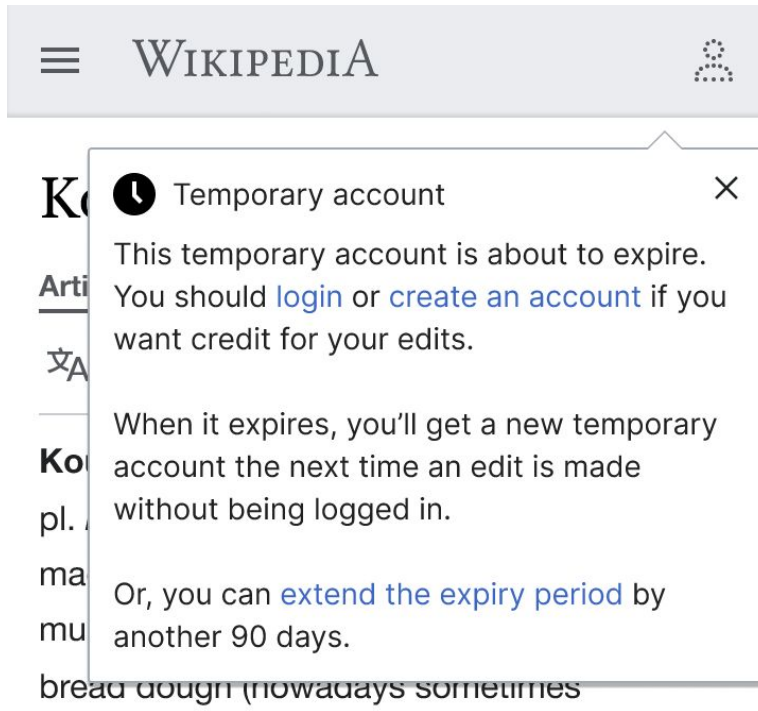 WIKIPEDIA
Temporary account
This temporary account is about to expire.
You should login or create an account if you
want credit for your edits.
When it expires, you’ll get a new temporary
account the next time an edit is made
without being logged in.
Or, you can extend the expiry period by
another 90 days.
pl.
bread dough (nowadays sometimes